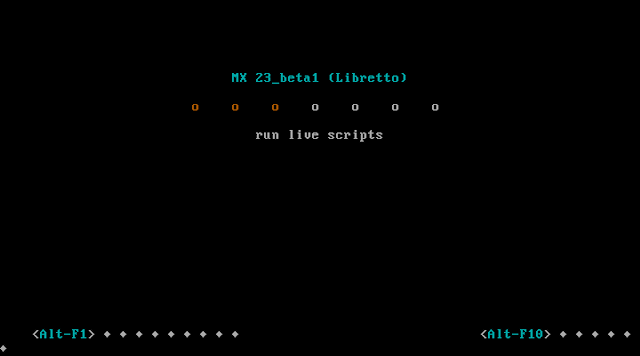 MX 23_beta1 (Libretto)
o o o o o o o
run live scripts
<Alt-F1> ♦ ♦ ♦ ♦ ♦ ♦ ♦ ♦ ♦ <Alt-F10> ♦ ♦ ♦ ♦ ♦
♦